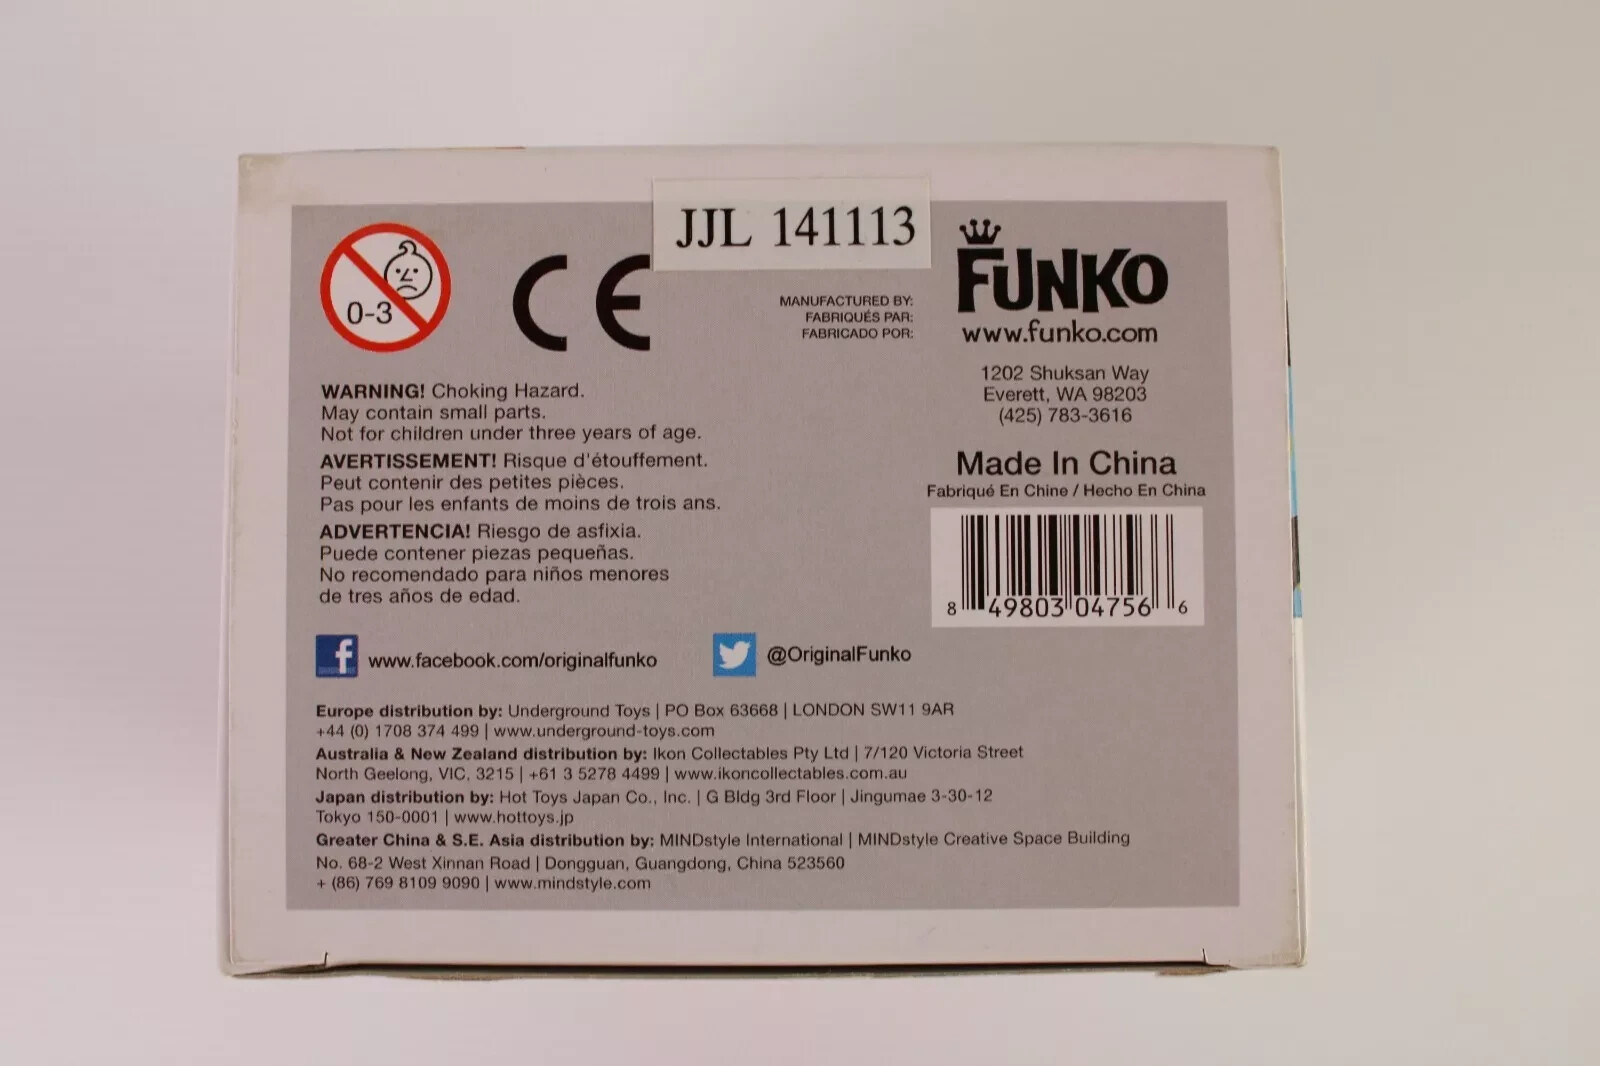 JJL 141113
0-3
CE
MANUFACTURED BY:
FABRIQUÉS PAR:
FABRICADO POR:
FUNKO
www.funko.com
1202 Shuksan Way
Everett, WA 98203
(425) 783-3616
WARNING! Choking Hazard.
May contain small parts.
Not for children under three years of age.
AVERTISSEMENT! Risque d'étouffement.
Peut contenir des petites pièces.
Pas pour les enfants de moins de trois ans.
ADVERTENCIA! Riesgo de asfixia.
Puede contener piezas pequeñas.
No recomendado para niños menores
de tres años de edad.
Made In China
Fabriqué En Chine / Hecho En China
8 49803 04756 6
www.facebook.com/originalfunko
@OriginalFunko
Europe distribution by: Underground Toys | PO Box 63668 | LONDON SW11 9AR
+44 (0) 1708 374 499 | www.underground-toys.com
Australia & New Zealand distribution by: Ikon Collectables Pty Ltd | 7/120 Victoria Street
North Geelong, VIC, 3215 | +61 3 5278 4499 | www.ikoncollectables.com.au
Japan distribution by: Hot Toys Japan Co., Inc. | G Bldg 3rd Floor | Jingumae 3-30-12
Tokyo 150-0001 | www.hottoys.jp
Greater China & S.E. Asia distribution by: MINDstyle International | MINDstyle Creative Space Building
No. 68-2 West Xinnan Road | Dongguan, Guangdong, China 523560
+ (86) 769 8109 9090 | www.mindstyle.com